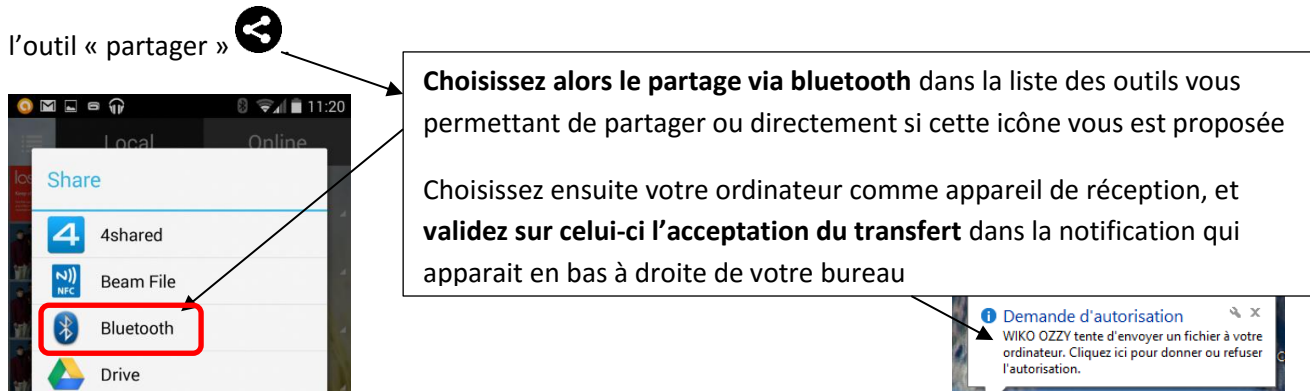 l'outil « partager »
Choisissez alors le partage via bluetooth dans la liste des outils vous
permettant de partager ou directement si cette icône vous est proposée
Choisissez ensuite votre ordinateur comme appareil de réception, et
validez sur celui-ci l'acceptation du transfert dans la notification qui
apparait en bas à droite de votre bureau
11:20
Local Online
Share
4shared
NFC
Beam File
Bluetooth
Drive
Demande d'autorisation
WIKO OZZY tente d'envoyer un fichier à votre
ordinateur. Cliquez ici pour donner ou refuser
l'autorisation.